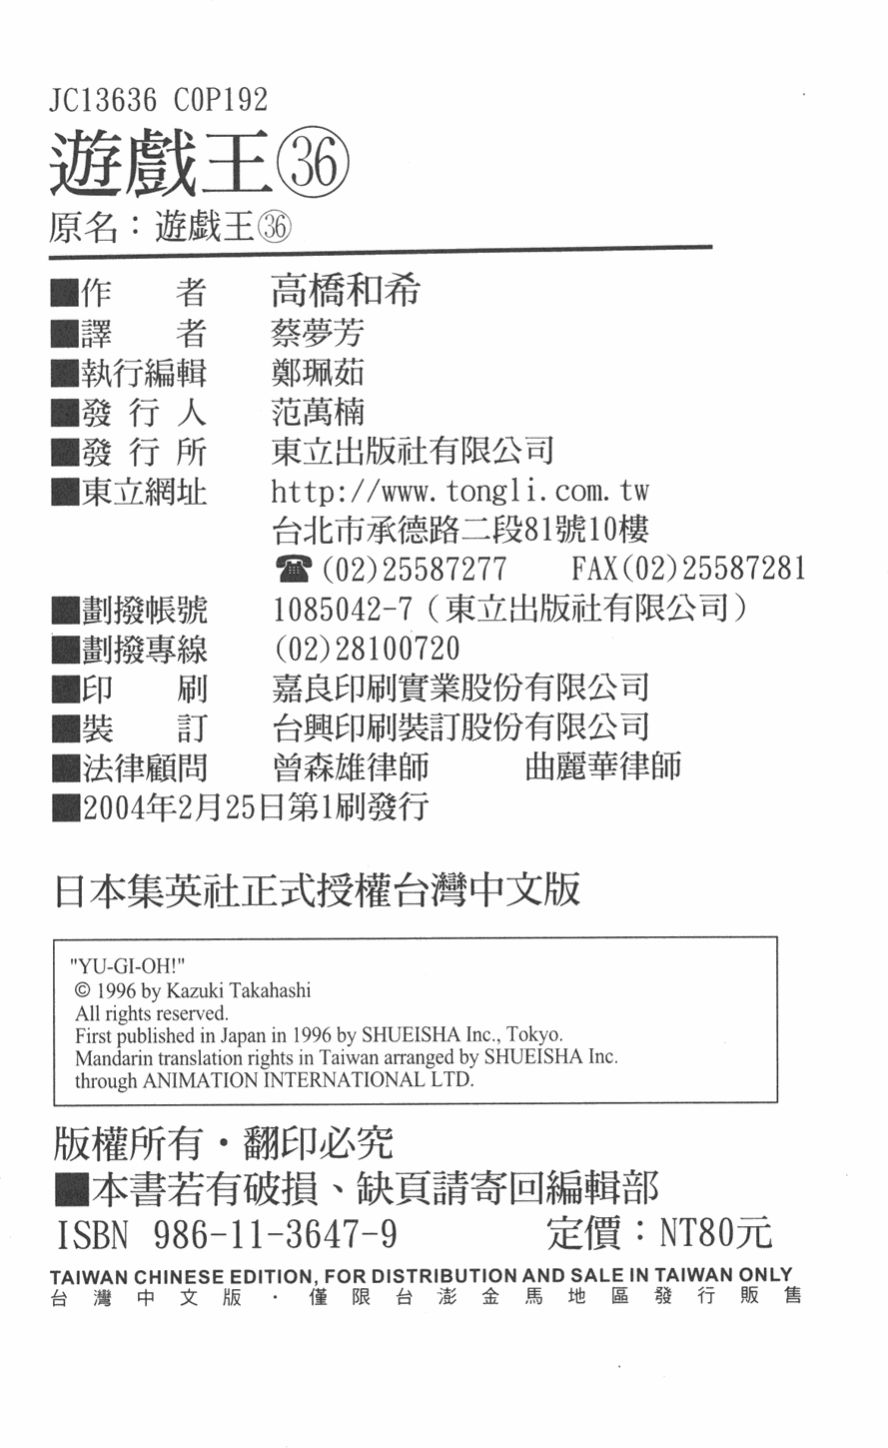 JC13636 C0P192
遊戲王㊱
原名：遊戯王㊱
■作者 高橋和希
■譯者 蔡夢芳
■執行編輯 鄭珮茹
■發行人 范萬楠
■發行所 東立出版社有限公司
■東立網址 http://www.tongli.com.tw
台北市承德路二段81號10樓
☎(02)25587277 FAX(02)25587281
■劃撥帳號 1085042-7（東立出版社有限公司）
■劃撥專線 (02)28100720
■印刷 嘉良印刷實業股份有限公司
■裝訂 台興印刷裝訂股份有限公司
■法律顧問 曾森雄律師 曲麗華律師
■2004年2月25日第1刷發行
日本集英社正式授權台灣中文版
"YU-GI-OH!"
© 1996 by Kazuki Takahashi
All rights reserved.
First published in Japan in 1996 by SHUEISHA Inc., Tokyo.
Mandarin translation rights in Taiwan arranged by SHUEISHA Inc.
through ANIMATION INTERNATIONAL LTD.
版權所有・翻印必究
■本書若有破損、缺頁請寄回編輯部
ISBN 986-11-3647-9 定價：NT80元
TAIWAN CHINESE EDITION, FOR DISTRIBUTION AND SALE IN TAIWAN ONLY
台灣中文版・僅限台澎金馬地區發行販售